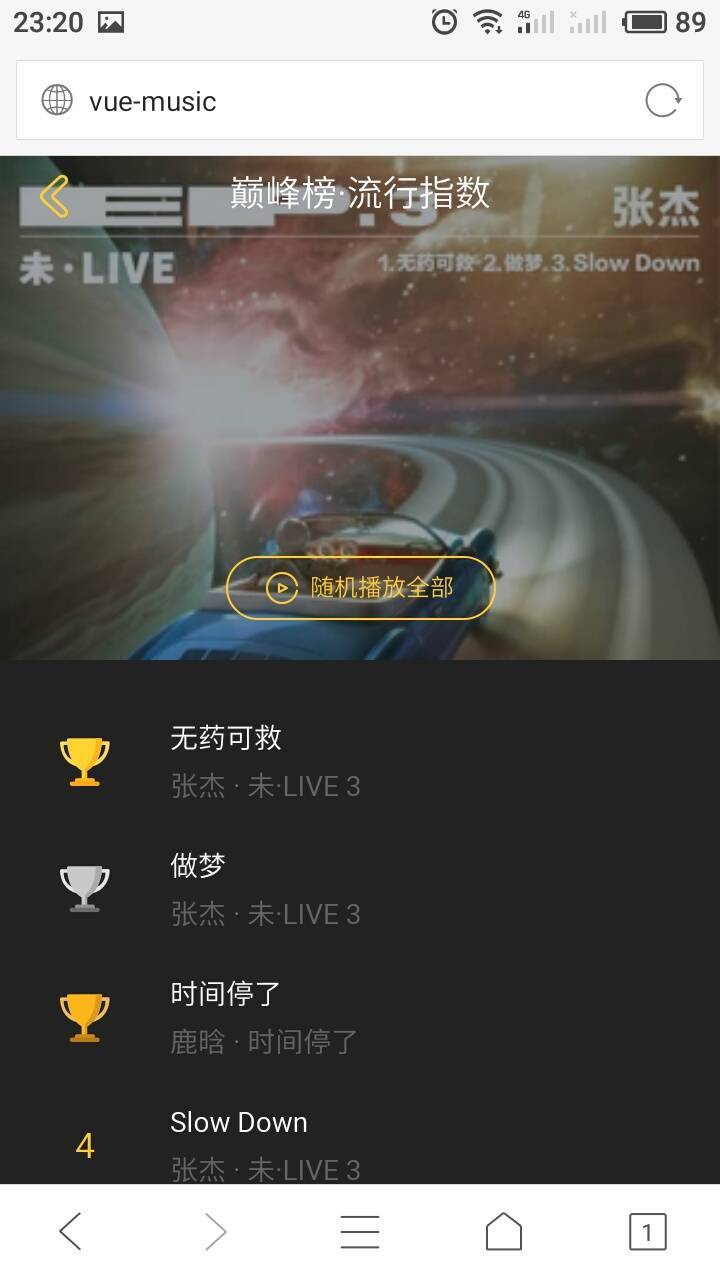 23:20
4G
89
vue-music
巅峰榜·流行指数
张杰
未·LIVE
1.无药可救 2.做梦 3.Slow Down
随机播放全部
无药可救
张杰 · 未·LIVE 3
做梦
张杰 · 未·LIVE 3
时间停了
鹿晗 · 时间停了
4
Slow Down
张杰 · 未·LIVE 3
1